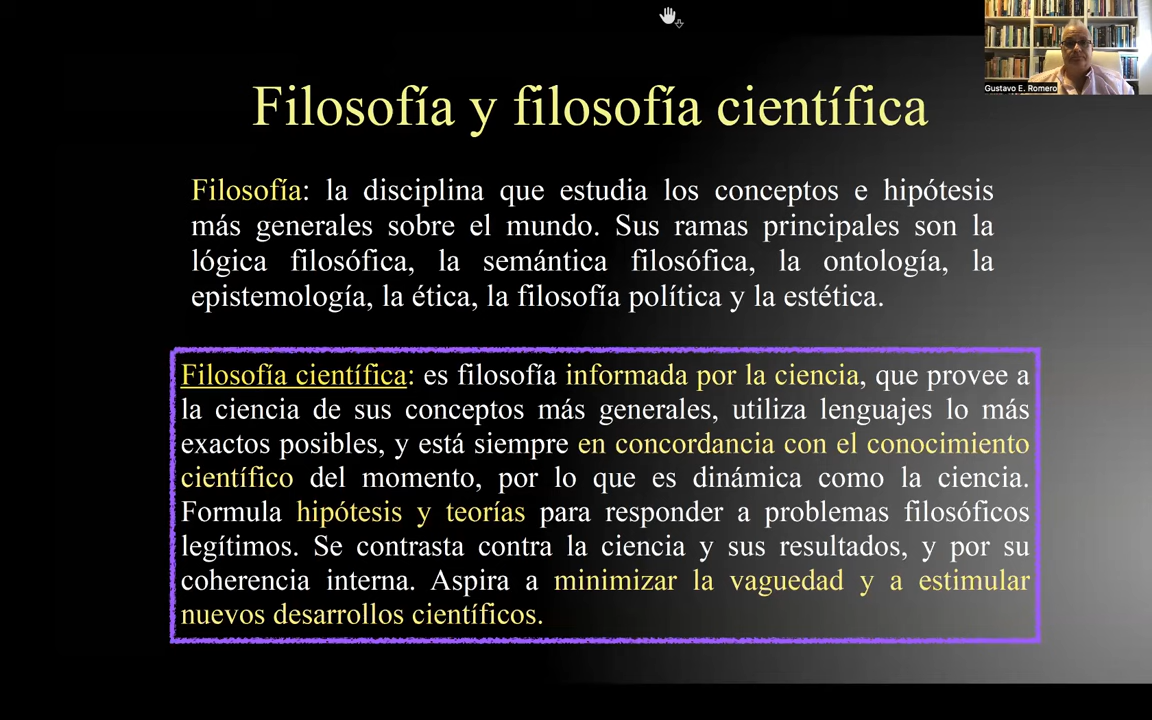 Gustavo E. Romero
Filosofía y filosofía científica
Filosofía: la disciplina que estudia los conceptos e hipótesis
más generales sobre el mundo. Sus ramas principales son la
lógica filosófica, la semántica filosófica, la ontología, la
epistemología, la ética, la filosofía política y la estética.
Filosofía científica: es filosofía informada por la ciencia, que provee a
la ciencia de sus conceptos más generales, utiliza lenguajes lo más
exactos posibles, y está siempre en concordancia con el conocimiento
científico del momento, por lo que es dinámica como la ciencia.
Formula hipótesis y teorías para responder a problemas filosóficos
legítimos. Se contrasta contra la ciencia y sus resultados, y por su
coherencia interna. Aspira a minimizar la vaguedad y a estimular
nuevos desarrollos científicos.